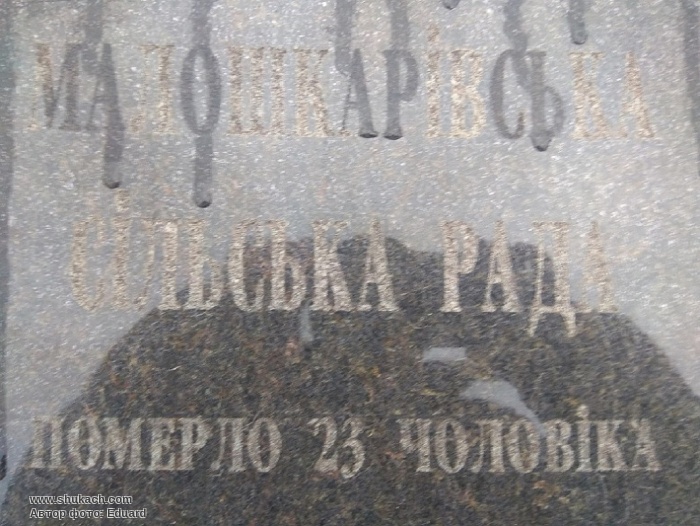 МАЛОШКАРІВСЬКА
СІЛЬСЬКА РАДА
ПОМЕРЛО 23 ЧОЛОВІКА
www.shukach.com
Автор фото: Eduard